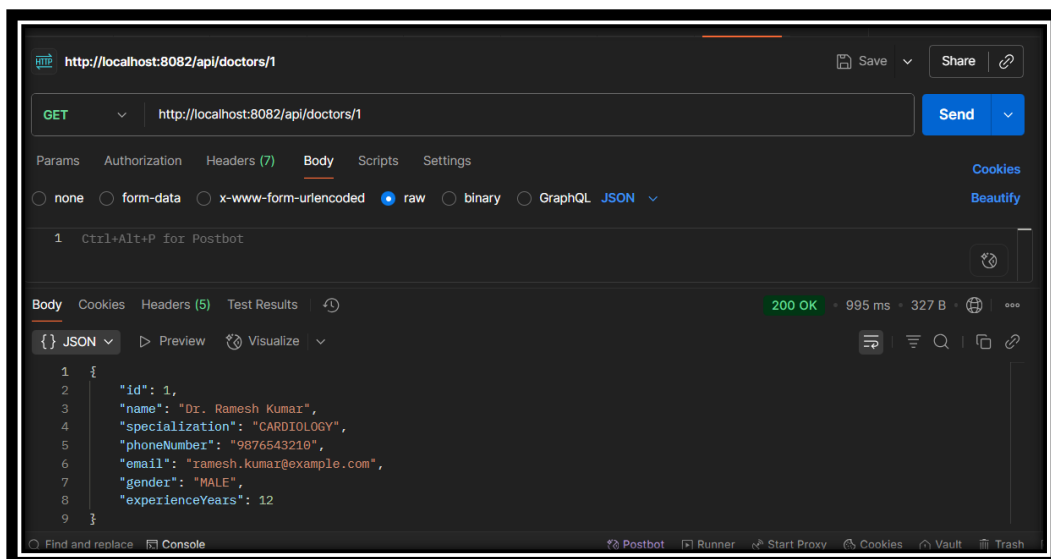 HTTP http://localhost:8082/api/doctors/1 Save Share
GET http://localhost:8082/api/doctors/1 Send
Params Authorization Headers (7) Body Scripts Settings Cookies
none form-data x-www-form-urlencoded raw binary GraphQL JSON Beautify
1 Ctrl+Alt+P for Postbot
Body Cookies Headers (5) Test Results 200 OK • 995 ms • 327 B •
{} JSON Preview Visualize
1 {
2 "id": 1,
3 "name": "Dr. Ramesh Kumar",
4 "specialization": "CARDIOLOGY",
5 "phoneNumber": "9876543210",
6 "email": "ramesh.kumar@example.com",
7 "gender": "MALE",
8 "experienceYears": 12
9 }
Find and replace Console Postbot Runner Start Proxy Cookies Vault Trash